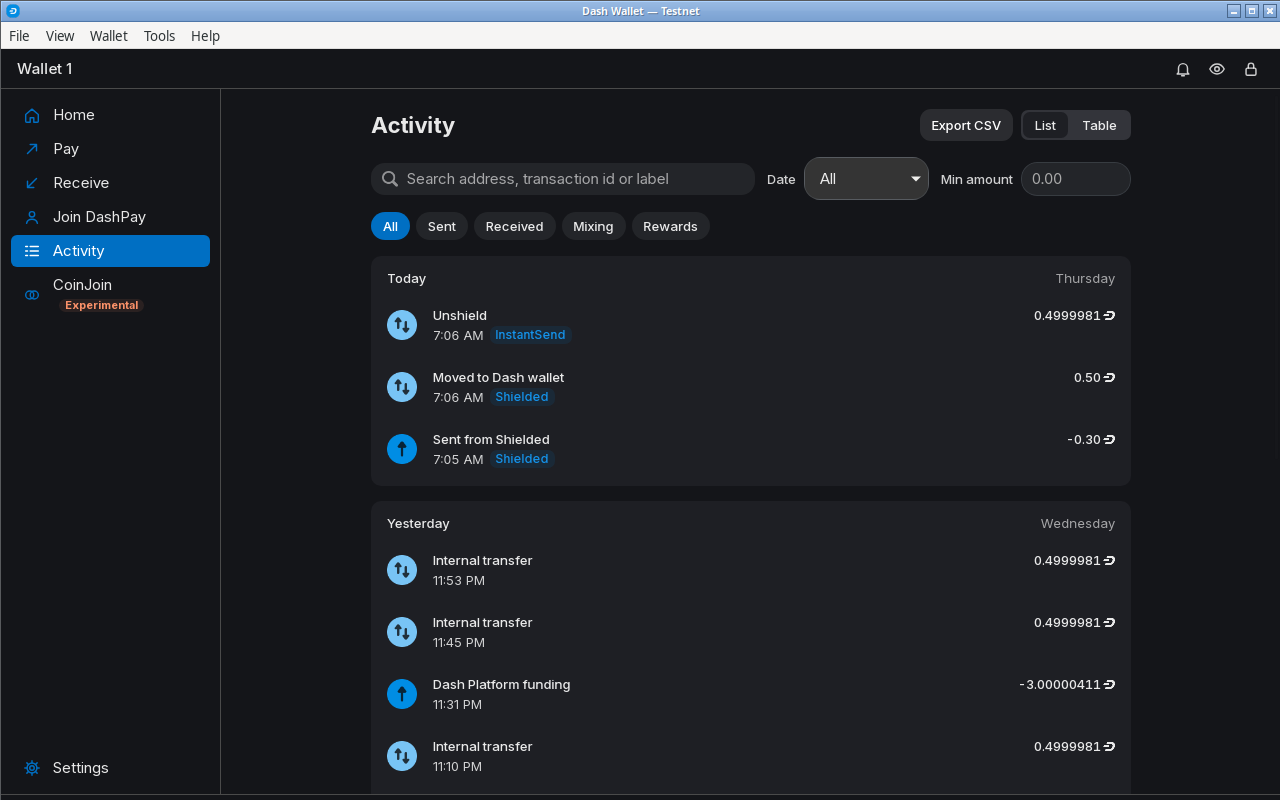 Dash Wallet — Testnet
File View Wallet Tools Help
Wallet 1
Home
Pay
Receive
Join DashPay
Activity
CoinJoin
Experimental
Settings
Activity
Export CSV
List
Table
Search address, transaction id or label
Date
All
Min amount
0.00
All
Sent
Received
Mixing
Rewards
Today Thursday
Unshield 0.4999981
7:06 AM InstantSend
Moved to Dash wallet 0.50
7:06 AM Shielded
Sent from Shielded -0.30
7:05 AM Shielded
Yesterday Wednesday
Internal transfer 0.4999981
11:53 PM
Internal transfer 0.4999981
11:45 PM
Dash Platform funding -3.00000411
11:31 PM
Internal transfer 0.4999981
11:10 PM